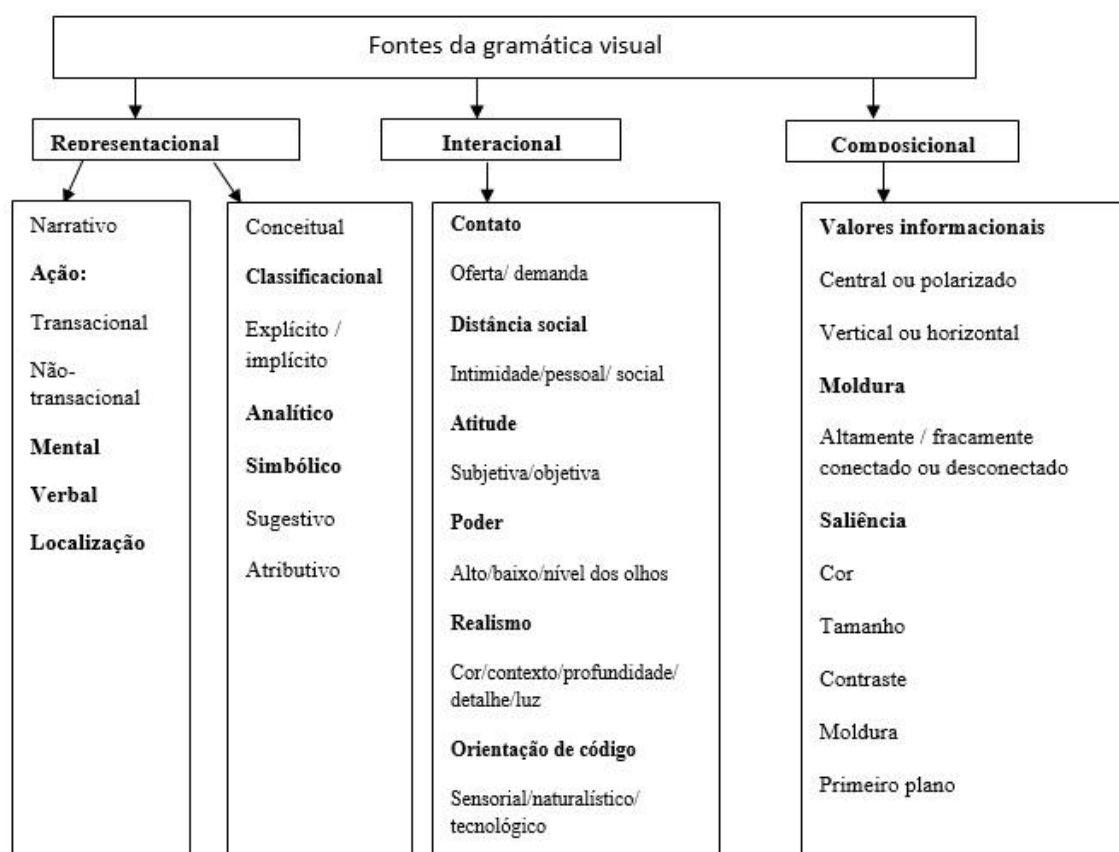 Fontes da gramática visual
Representacional
Interacional
Composicional
Narrativo
Ação:
Transacional
Não-
transacional
Mental
Verbal
Localização
Conceitual
Classificacional
Explícito /
implícito
Analítico
Simbólico
Sugestivo
Atributivo
Contato
Oferta/ demanda
Distância social
Intimidade/pessoal/ social
Atitude
Subjetiva/objetiva
Poder
Alto/baixo/nível dos olhos
Realismo
Cor/contexto/profundidade/
detalhe/luz
Orientação de código
Sensorial/naturalístico/
tecnológico
Valores informacionais
Central ou polarizado
Vertical ou horizontal
Moldura
Altamente / fracamente
conectado ou desconectado
Saliência
Cor
Tamanho
Contraste
Moldura
Primeiro plano